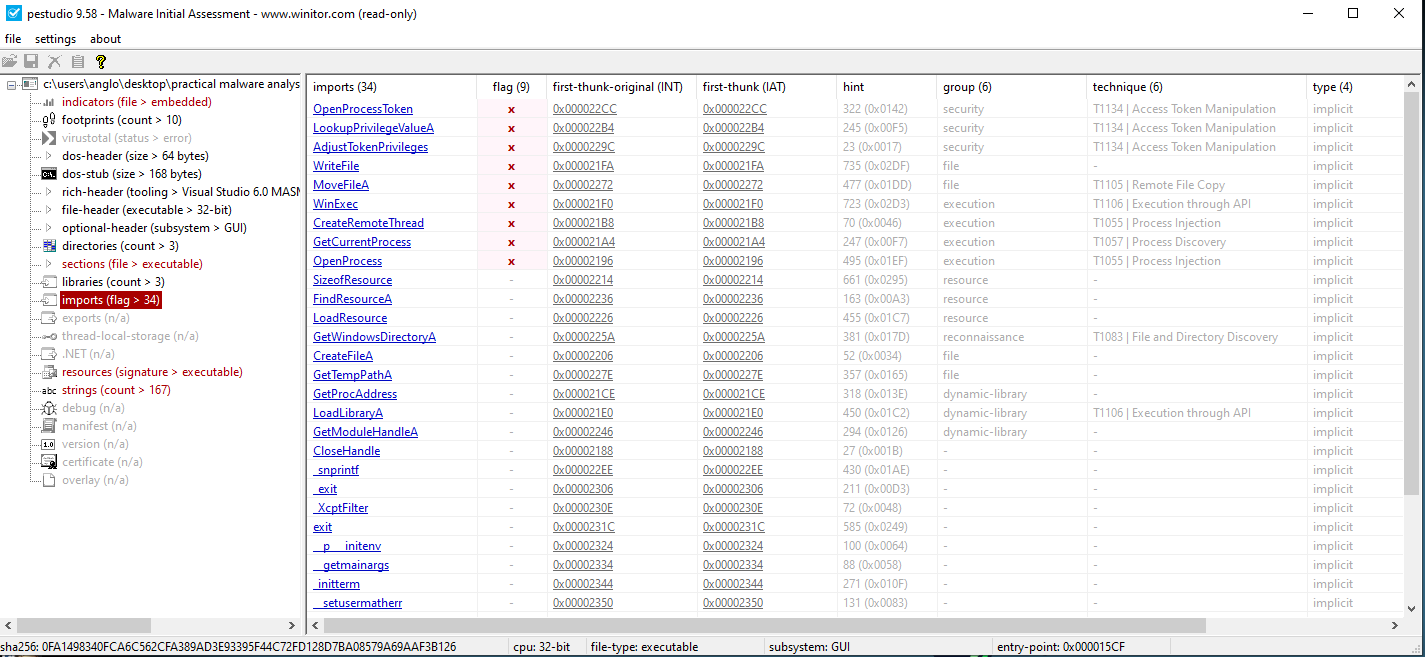 pestudio 9.58 - Malware Initial Assessment - www.winitor.com (read-only)
file settings about
c:\users\anglo\desktop\practical malware analys
indicators (file > embedded)
footprints (count > 10)
virustotal (status > error)
dos-header (size > 64 bytes)
dos-stub (size > 168 bytes)
rich-header (tooling > Visual Studio 6.0 MASM
file-header (executable > 32-bit)
optional-header (subsystem > GUI)
directories (count > 3)
sections (file > executable)
libraries (count > 3)
imports (flag > 34)
exports (n/a)
thread-local-storage (n/a)
.NET (n/a)
resources (signature > executable)
abc strings (count > 167)
debug (n/a)
manifest (n/a)
1.0 version (n/a)
certificate (n/a)
overlay (n/a)
imports (34) flag (9) first-thunk-original (INT) first-thunk (IAT) hint group (6) technique (6) type (4)
OpenProcessToken x 0x000022CC 0x000022CC 322 (0x0142) security T1134 | Access Token Manipulation implicit
LookupPrivilegeValueA x 0x000022B4 0x000022B4 245 (0x00F5) security T1134 | Access Token Manipulation implicit
AdjustTokenPrivileges x 0x0000229C 0x0000229C 23 (0x0017) security T1134 | Access Token Manipulation implicit
WriteFile x 0x000021FA 0x000021FA 735 (0x02DF) file - implicit
MoveFileA x 0x00002272 0x00002272 477 (0x01DD) file T1105 | Remote File Copy implicit
WinExec x 0x000021F0 0x000021F0 723 (0x02D3) execution T1106 | Execution through API implicit
CreateRemoteThread x 0x000021B8 0x000021B8 70 (0x0046) execution T1055 | Process Injection implicit
GetCurrentProcess x 0x000021A4 0x000021A4 247 (0x00F7) execution T1057 | Process Discovery implicit
OpenProcess x 0x00002196 0x00002196 495 (0x01EF) execution T1055 | Process Injection implicit
SizeofResource - 0x00002214 0x00002214 661 (0x0295) resource - implicit
FindResourceA - 0x00002236 0x00002236 163 (0x00A3) resource - implicit
LoadResource - 0x00002226 0x00002226 455 (0x01C7) resource - implicit
GetWindowsDirectoryA - 0x0000225A 0x0000225A 381 (0x017D) reconnaissance T1083 | File and Directory Discovery implicit
CreateFileA - 0x00002206 0x00002206 52 (0x0034) file - implicit
GetTempPathA - 0x0000227E 0x0000227E 357 (0x0165) file - implicit
GetProcAddress - 0x000021CE 0x000021CE 318 (0x013E) dynamic-library - implicit
LoadLibraryA - 0x000021E0 0x000021E0 450 (0x01C2) dynamic-library T1106 | Execution through API implicit
GetModuleHandleA - 0x00002246 0x00002246 294 (0x0126) dynamic-library - implicit
CloseHandle - 0x00002188 0x00002188 27 (0x001B) - - implicit
_snprintf - 0x000022EE 0x000022EE 430 (0x01AE) - - implicit
_exit - 0x00002306 0x00002306 211 (0x00D3) - - implicit
_XcptFilter - 0x0000230E 0x0000230E 72 (0x0048) - - implicit
exit - 0x0000231C 0x0000231C 585 (0x0249) - - implicit
__p___initenv - 0x00002324 0x00002324 100 (0x0064) - - implicit
__getmainargs - 0x00002334 0x00002334 88 (0x0058) - - implicit
_initterm - 0x00002344 0x00002344 271 (0x010F) - - implicit
__setusermatherr - 0x00002350 0x00002350 131 (0x0083) - - implicit
sha256: 0FA1498340FCA6C562CFA389AD3E93395F44C72FD128D7BA08579A69AAF3B126 cpu: 32-bit file-type: executable subsystem: GUI entry-point: 0x000015CF